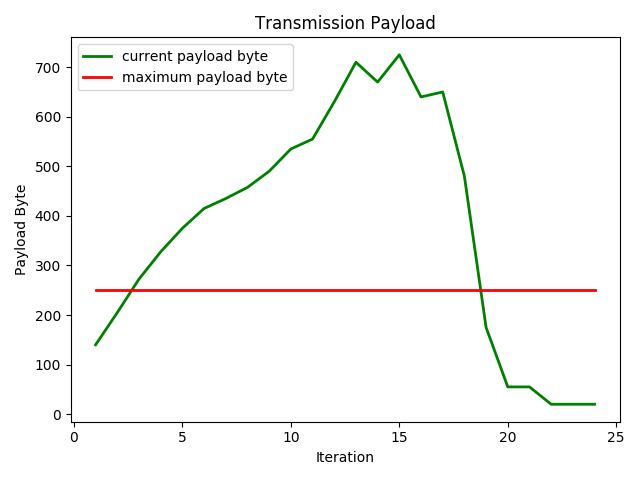 Transmission Payload
current payload byte
maximum payload byte
700
600
500
400
300
200
100
0
Payload Byte
0 5 10 15 20 25
Iteration